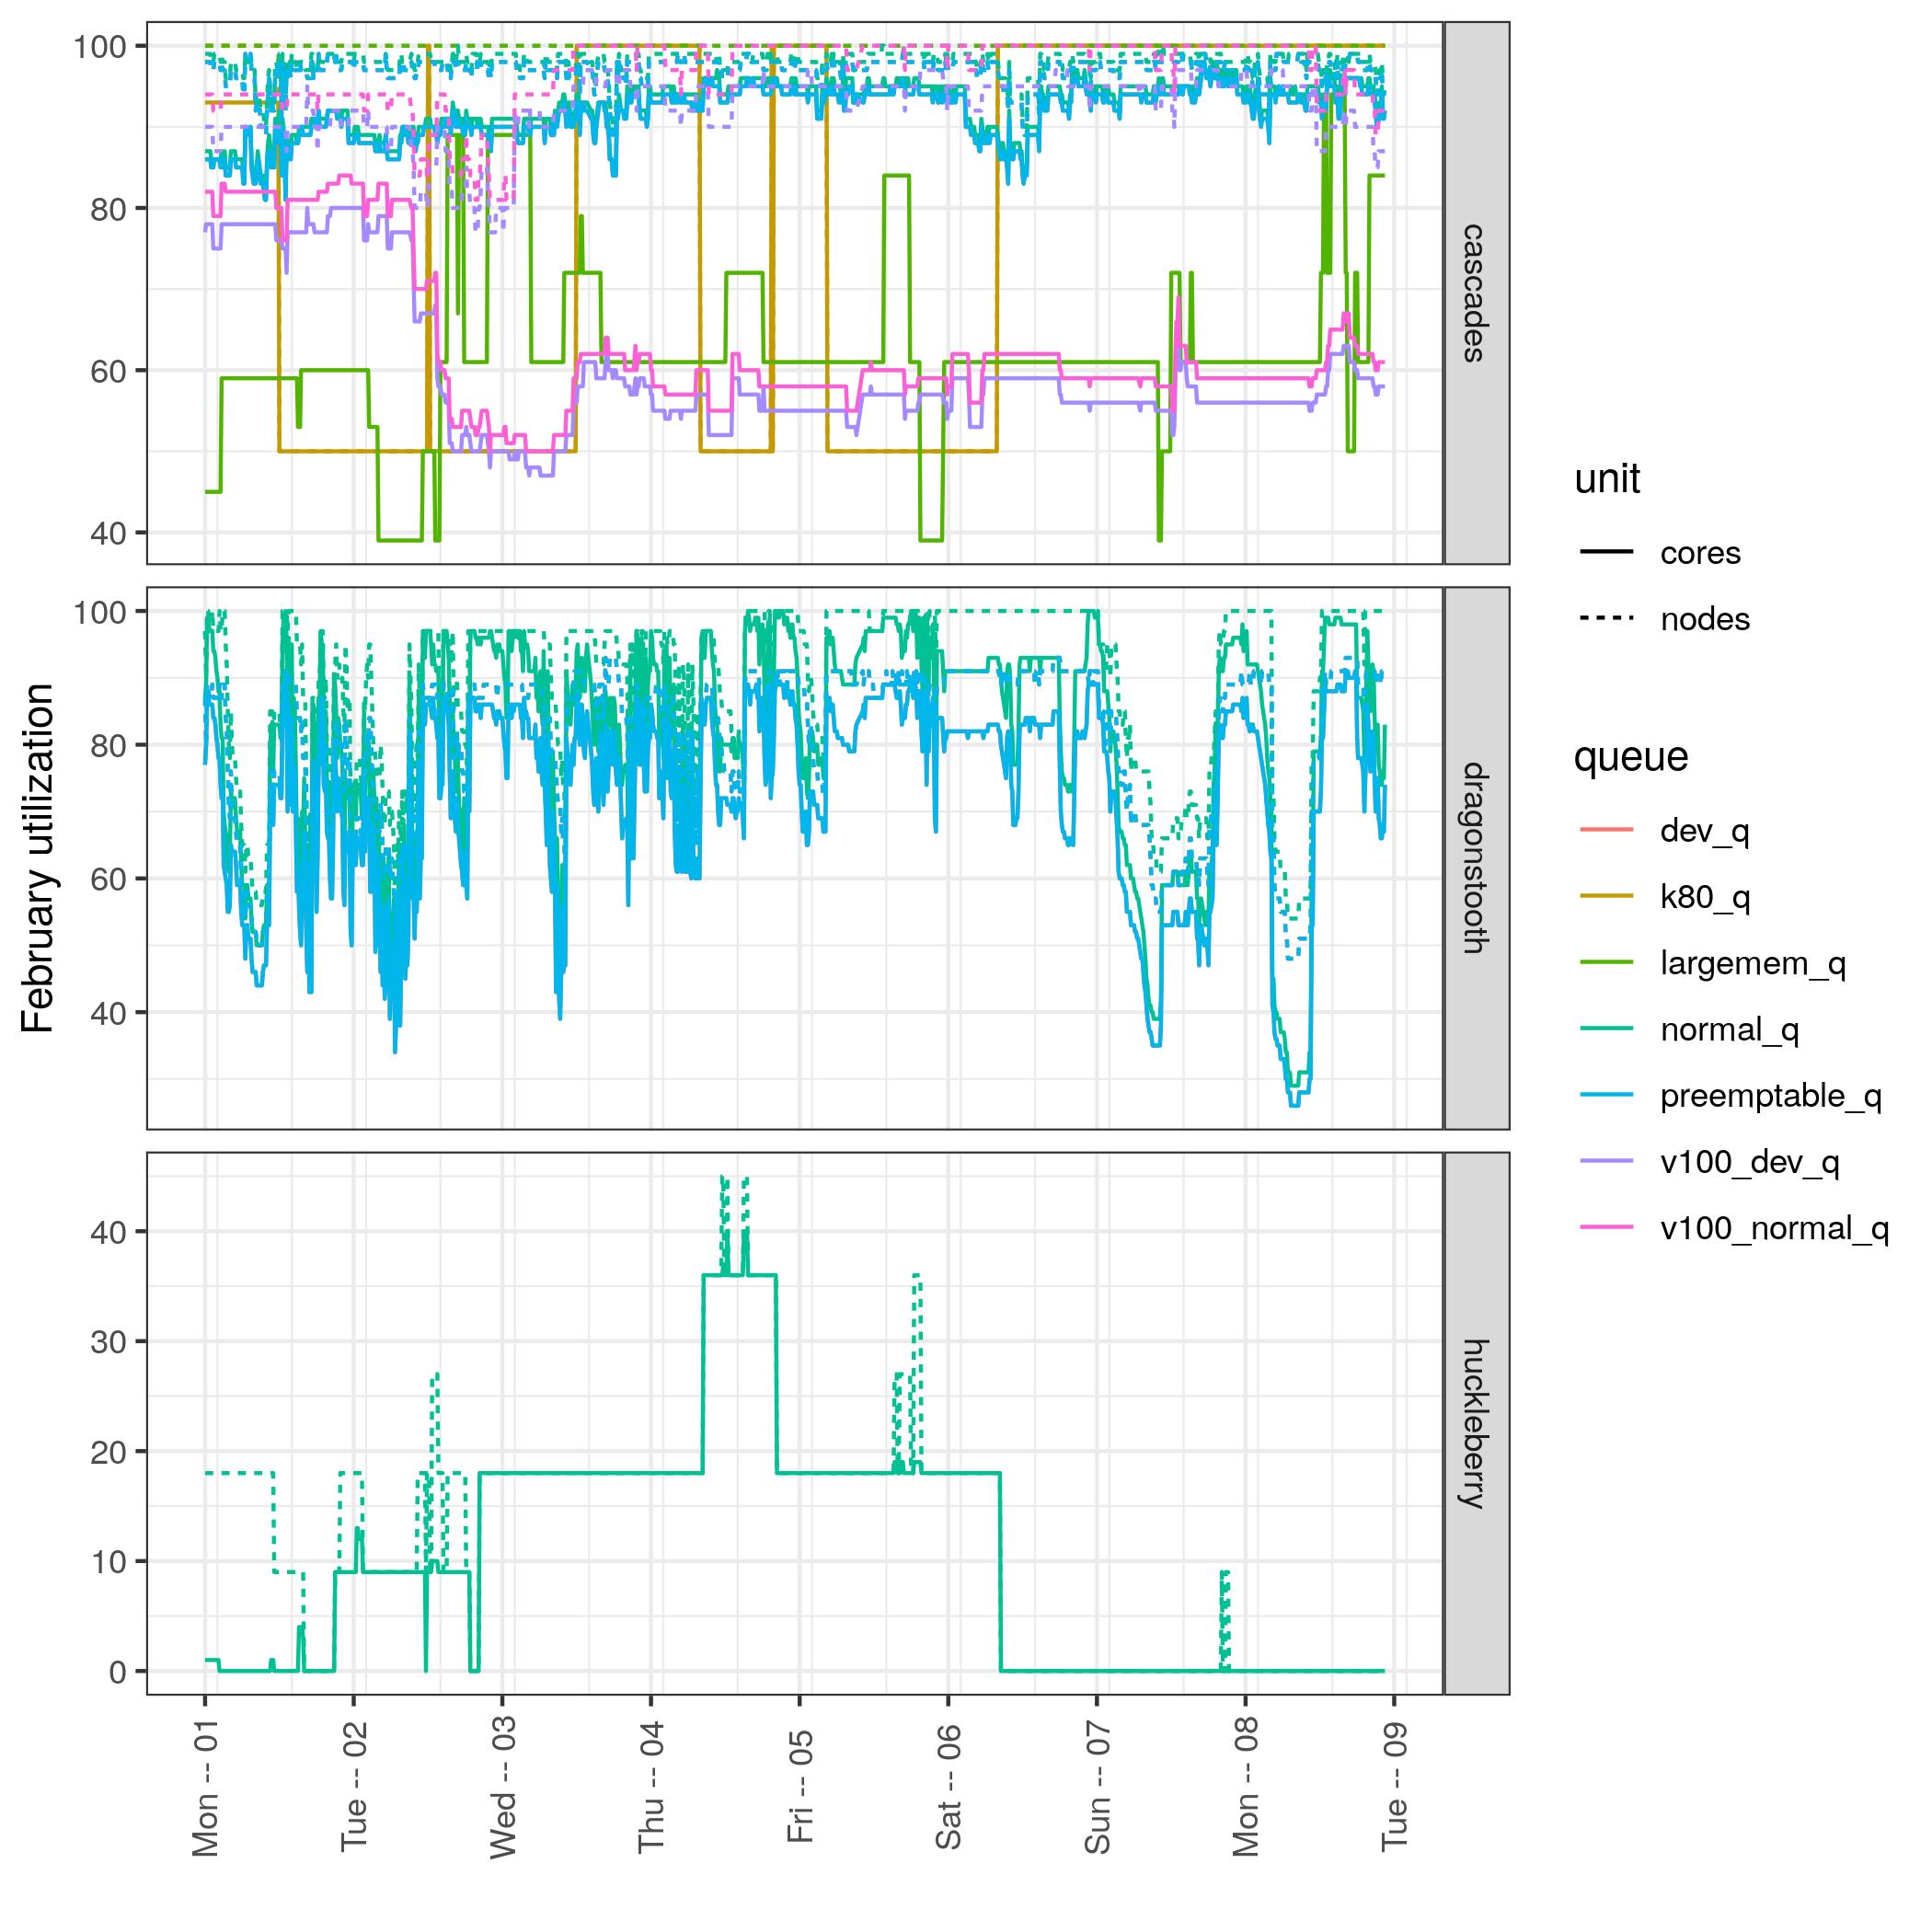 February utilization
100
80
60
40
cascades
100
80
60
40
dragonstooth
40
30
20
10
0
huckleberry
Mon -- 01
Tue -- 02
Wed -- 03
Thu -- 04
Fri -- 05
Sat -- 06
Sun -- 07
Mon -- 08
Tue -- 09
unit
cores
nodes
queue
dev_q
k80_q
largemem_q
normal_q
preemptable_q
v100_dev_q
v100_normal_q